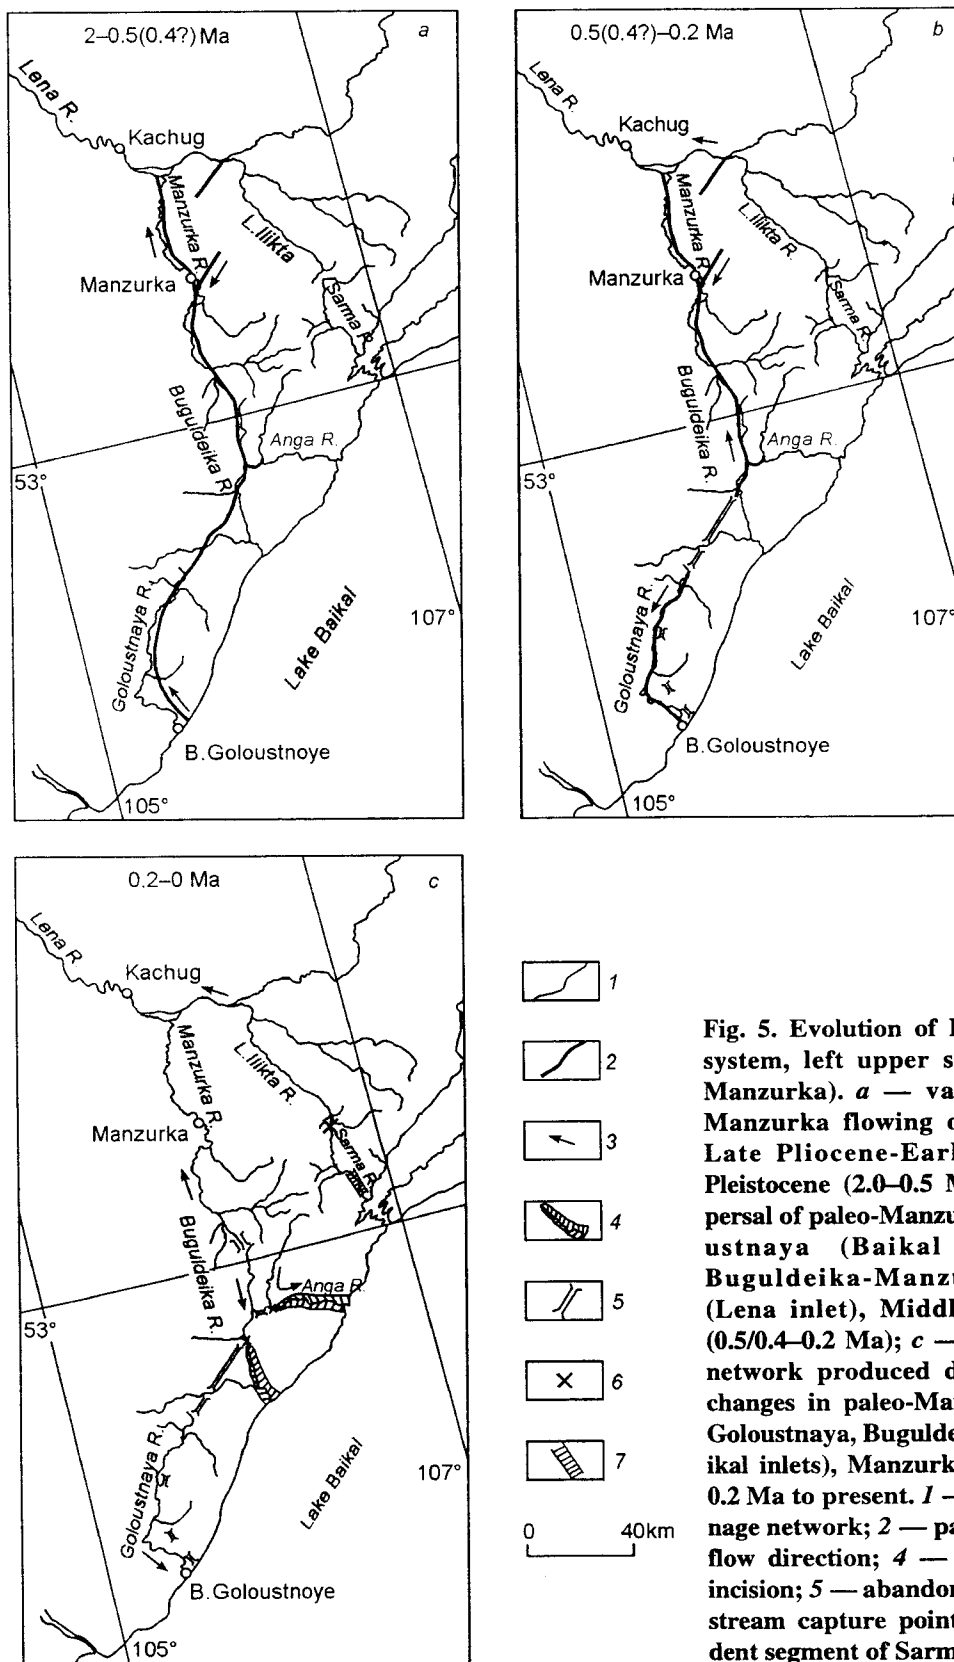 2–0.5(0.4?) Ma
a
Lena R.
Kachug
Manzurka R.
L.Ilikta
Manzurka
Sarma R.
Buguldeika R.
Anga R.
53°
Goloustnaya R.
Lake Baikal
107°
B.Goloustnoye
105°
0.5(0.4?)–0.2 Ma
b
Lena R.
Kachug
Manzurka R.
L.Ilikta R.
Manzurka
Sarma R.
Buguldeika R.
Anga R.
53°
Goloustnaya R.
Lake Baikal
107°
B.Goloustnoye
105°
0.2–0 Ma
c
Lena R.
Kachug
Manzurka R.
L.Ilikta R.
Manzurka
Sarma R.
Buguldeika R.
Anga R.
53°
Goloustnaya R.
Lake Baikal
107°
B.Goloustnoye
105°
1
2
3
4
5
6
7
0 40km
Fig. 5. Evolution of
system, left upper s
Manzurka). a — va
Manzurka flowing o
Late Pliocene-Earl
Pleistocene (2.0–0.5 M
persal of paleo-Manzu
ustnaya (Baikal
Buguldeika-Manzu
(Lena inlet), Middl
(0.5/0.4–0.2 Ma); c —
network produced d
changes in paleo-Ma
Goloustnaya, Bugulde
ikal inlets), Manzurk
0.2 Ma to present. 1 –
nage network; 2 — pa
flow direction; 4 —
incision; 5 — abandon
stream capture point
dent segment of Sarm